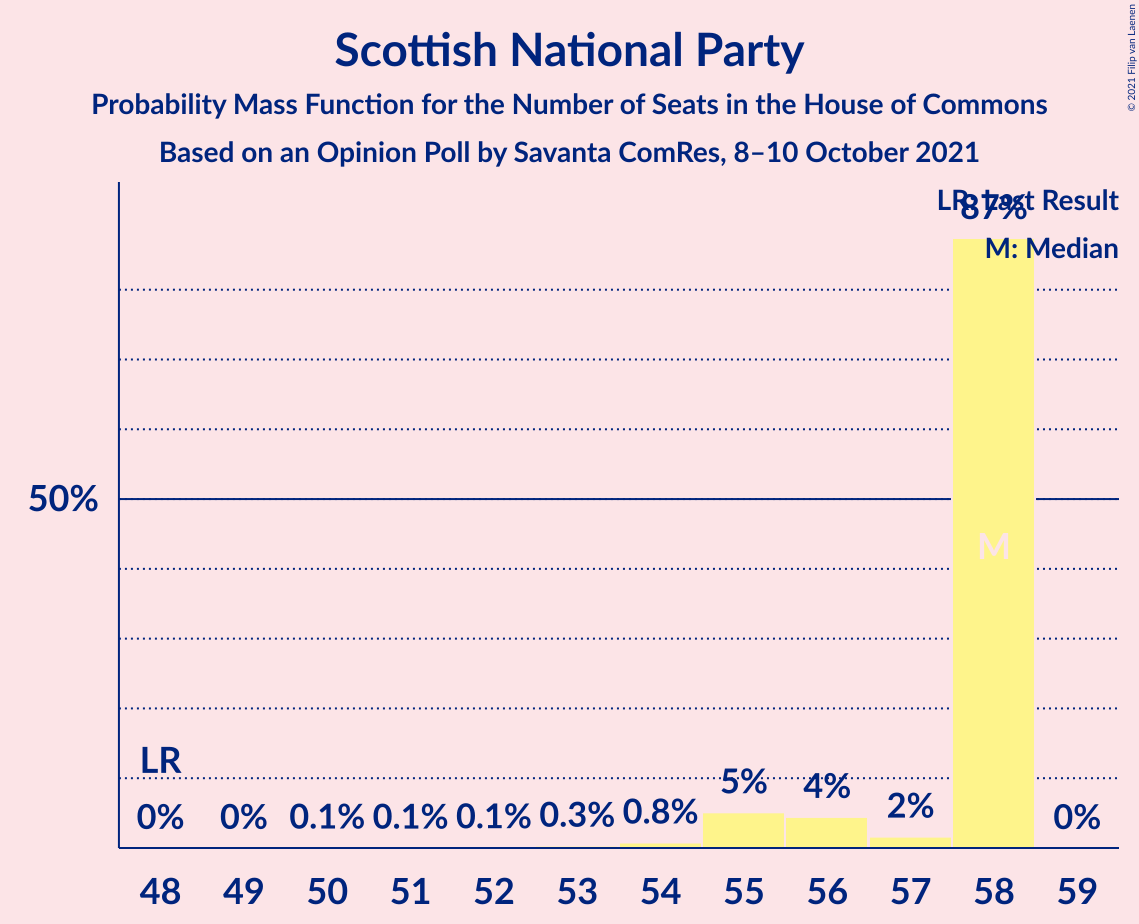 Scottish National Party
Probability Mass Function for the Number of Seats in the House of Commons
Based on an Opinion Poll by Savanta ComRes, 8–10 October 2021
© 2021 Filip van Laenen
LR: Last Result
87%
M: Median
50%
M
LR
0% 0% 0.1% 0.1% 0.1% 0.3% 0.8% 5% 4% 2% 0%
48 49 50 51 52 53 54 55 56 57 58 59